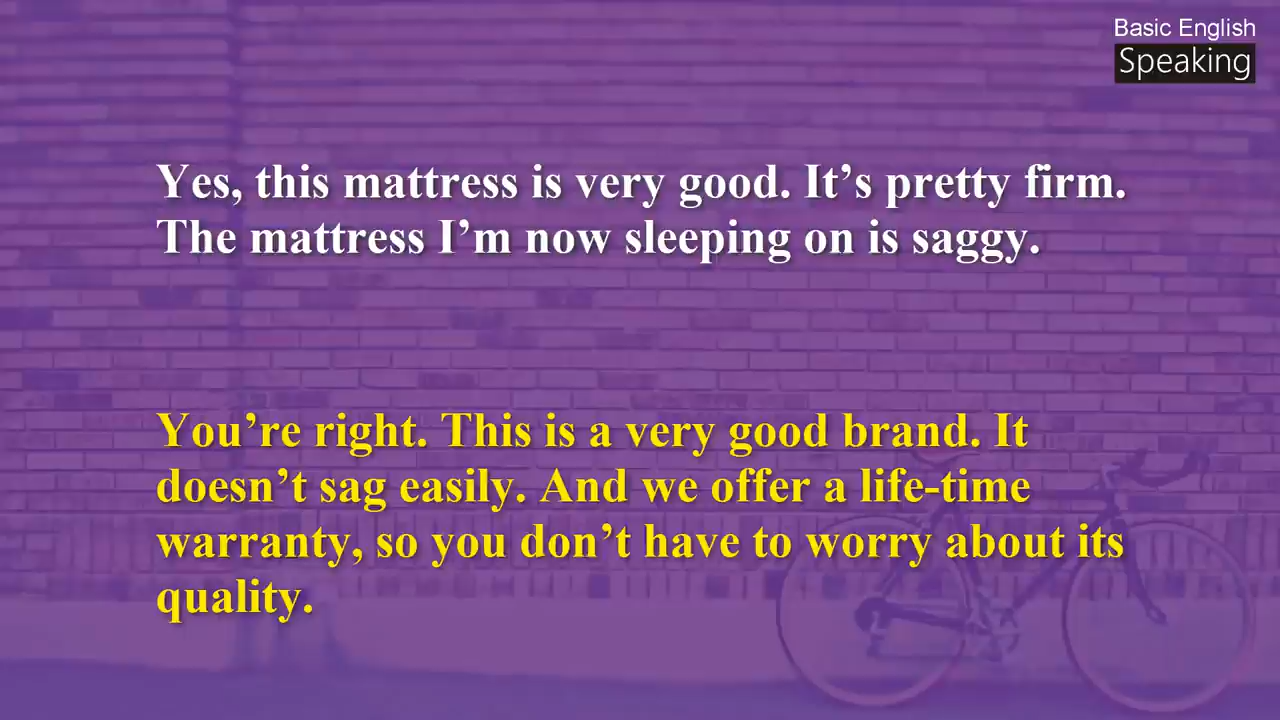 Basic English
Speaking
Yes, this mattress is very good. It’s pretty firm.
The mattress I’m now sleeping on is saggy.
You’re right. This is a very good brand. It
doesn’t sag easily. And we offer a life-time
warranty, so you don’t have to worry about its
quality.